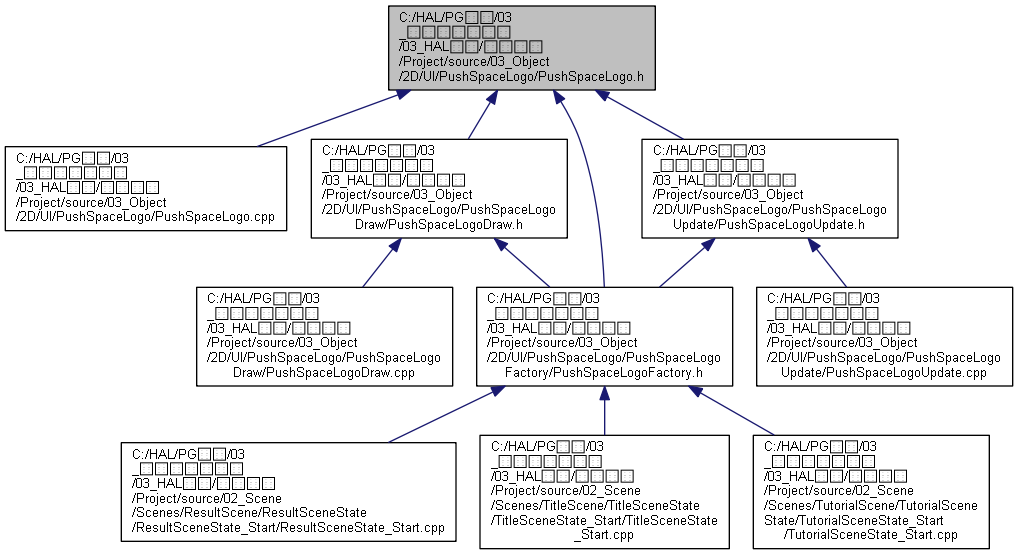 C:/HAL/PG□□/03
_□□□□□□□
/03_HAL□□/□□□□
/Project/source/03_Object
/2D/UI/PushSpaceLogo/PushSpaceLogo.h
C:/HAL/PG□□/03
_□□□□□□□
/03_HAL□□/□□□□
/Project/source/03_Object
/2D/UI/PushSpaceLogo/PushSpaceLogo.cpp
C:/HAL/PG□□/03
_□□□□□□□
/03_HAL□□/□□□□
/Project/source/03_Object
/2D/UI/PushSpaceLogo/PushSpaceLogo
Draw/PushSpaceLogoDraw.h
C:/HAL/PG□□/03
_□□□□□□□
/03_HAL□□/□□□□
/Project/source/03_Object
/2D/UI/PushSpaceLogo/PushSpaceLogo
Update/PushSpaceLogoUpdate.h
C:/HAL/PG□□/03
_□□□□□□□
/03_HAL□□/□□□□
/Project/source/03_Object
/2D/UI/PushSpaceLogo/PushSpaceLogo
Draw/PushSpaceLogoDraw.cpp
C:/HAL/PG□□/03
_□□□□□□□
/03_HAL□□/□□□□
/Project/source/03_Object
/2D/UI/PushSpaceLogo/PushSpaceLogo
Factory/PushSpaceLogoFactory.h
C:/HAL/PG□□/03
_□□□□□□□
/03_HAL□□/□□□□
/Project/source/03_Object
/2D/UI/PushSpaceLogo/PushSpaceLogo
Update/PushSpaceLogoUpdate.cpp
C:/HAL/PG□□/03
_□□□□□□□
/03_HAL□□/□□□□
/Project/source/02_Scene
/Scenes/ResultScene/ResultSceneState
/ResultSceneState_Start/ResultSceneState_Start.cpp
C:/HAL/PG□□/03
_□□□□□□□
/03_HAL□□/□□□□
/Project/source/02_Scene
/Scenes/TitleScene/TitleSceneState
/TitleSceneState_Start/TitleSceneState
_Start.cpp
C:/HAL/PG□□/03
_□□□□□□□
/03_HAL□□/□□□□
/Project/source/02_Scene
/Scenes/TutorialScene/TutorialScene
State/TutorialSceneState_Start
/TutorialSceneState_Start.cpp